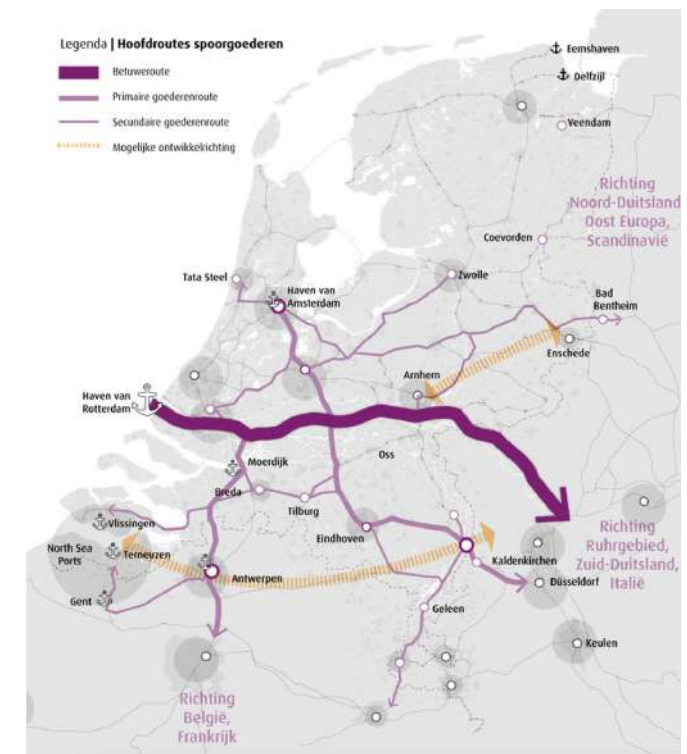 Legenda | Hoofdroutes spoorgoederen
Betuweroute
Primaire goederenroute
Secundaire goederenroute
Mogelijke ontwikkelrichting
Eemshaven
Delfzijl
Veendam
Richting
Noord-Duitsland
Oost Europa,
Scandinavië
Coevorden
Tata Steel
Haven van
Amsterdam
Zwolle
Bad
Bentheim
Enschede
Arnhem
Haven van
Rotterdam
Moerdijk
Oss
Breda
Tilburg
Vlissingen
Eindhoven
North Sea
Ports
Terneuzen
Kaldenkirchen
Richting
Ruhrgebied,
Zuid-Duitsland,
Italië
Antwerpen
Düsseldorf
Gent
Geleen
Keulen
Richting
België,
Frankrijk